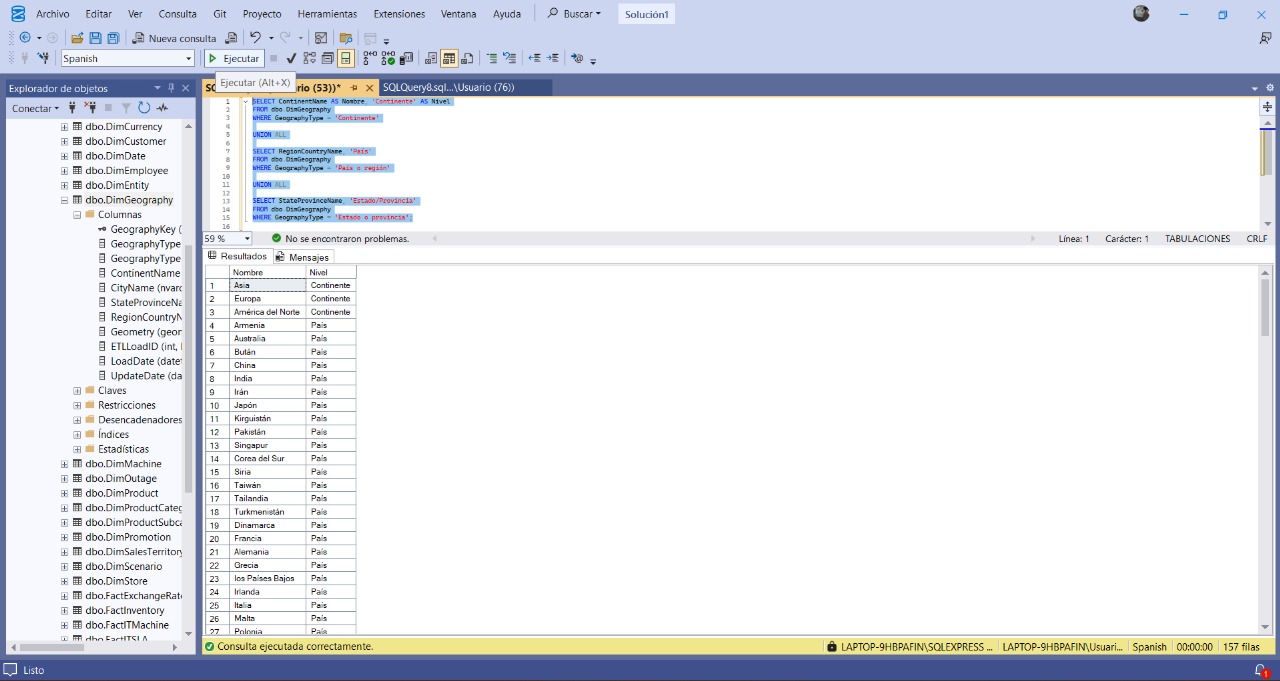 Archivo Editar Ver Consulta Git Proyecto Herramientas Extensiones Ventana Ayuda Buscar Solución1
Nueva consulta
Spanish Ejecutar
Explorador de objetos
Ejecutar (Alt+X)
rio (53))* SQLQuery8.sql...\Usuario (76))
Conectar
dbo.DimCurrency
dbo.DimCustomer
dbo.DimDate
dbo.DimEmployee
dbo.DimEntity
dbo.DimGeography
Columnas
GeographyKey (
GeographyType
GeographyType
ContinentName
CityName (nvarc
StateProvinceNa
RegionCountryN
Geometry (geor
ETLLoadID (int,
LoadDate (datet
UpdateDate (da
Claves
Restricciones
Desencadenadores
Índices
Estadísticas
dbo.DimMachine
dbo.DimOutage
dbo.DimProduct
dbo.DimProductCateg
dbo.DimProductSubca
dbo.DimPromotion
dbo.DimSalesTerritory
dbo.DimScenario
dbo.DimStore
dbo.FactExchangeRate
dbo.FactInventory
dbo.FactITMachine
dbo.FactITSLA
1 SELECT ContinentName AS Nombre, 'Continente' AS Nivel
2 FROM dbo.DimGeography
3 WHERE GeographyType = 'Continente'
4
5 UNION ALL
6
7 SELECT RegionCountryName, 'País'
8 FROM dbo.DimGeography
9 WHERE GeographyType = 'País o región'
10
11 UNION ALL
12
13 SELECT StateProvinceName, 'Estado/Provincia'
14 FROM dbo.DimGeography
15 WHERE GeographyType = 'Estado o provincia';
16
59 % No se encontraron problemas. Línea: 1 Carácter: 1 TABULACIONES CRLF
Resultados Mensajes
Nombre Nivel
1 Asia Continente
2 Europa Continente
3 América del Norte Continente
4 Armenia País
5 Australia País
6 Bután País
7 China País
8 India País
9 Irán País
10 Japón País
11 Kirguistán País
12 Pakistán País
13 Singapur País
14 Corea del Sur País
15 Siria País
16 Taiwán País
17 Tailandia País
18 Turkmenistán País
19 Dinamarca País
20 Francia País
21 Alemania País
22 Grecia País
23 los Países Bajos País
24 Irlanda País
25 Italia País
26 Malta País
27 Polonia País
Consulta ejecutada correctamente. LAPTOP-9HBPAFIN\SQLEXPRESS ... LAPTOP-9HBPAFIN\Usuari... Spanish 00:00:00 157 filas
Listo 1